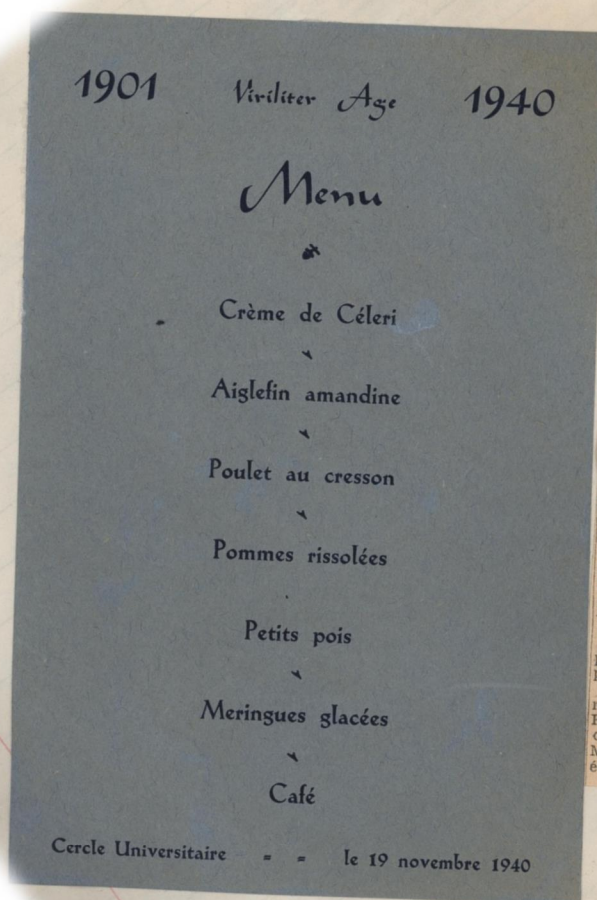 1901 Viriliter Age 1940
Menu
Crème de Céleri
Aiglefin amandine
Poulet au cresson
Pommes rissolées
Petits pois
Meringues glacées
Café
Cercle Universitaire = = le 19 novembre 1940